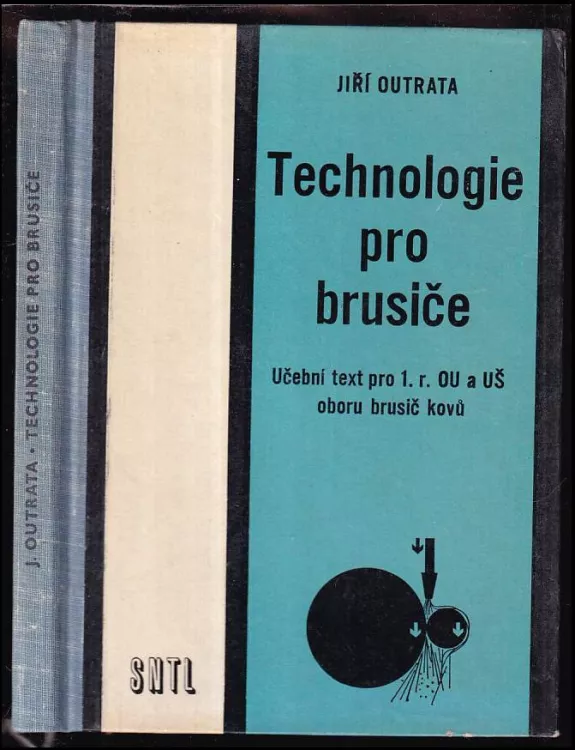 J. OUTRATA · TECHNOLOGIE PRO BRUSIČE
JIŘÍ OUTRATA
Technologie
pro
brusiče
Učební text pro 1. r. OU a UŠ
oboru brusič kovů
SNTL